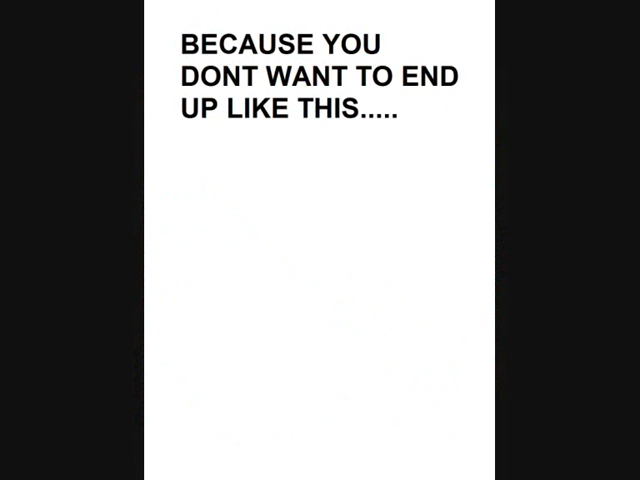 BECAUSE YOU
DONT WANT TO END
UP LIKE THIS.....